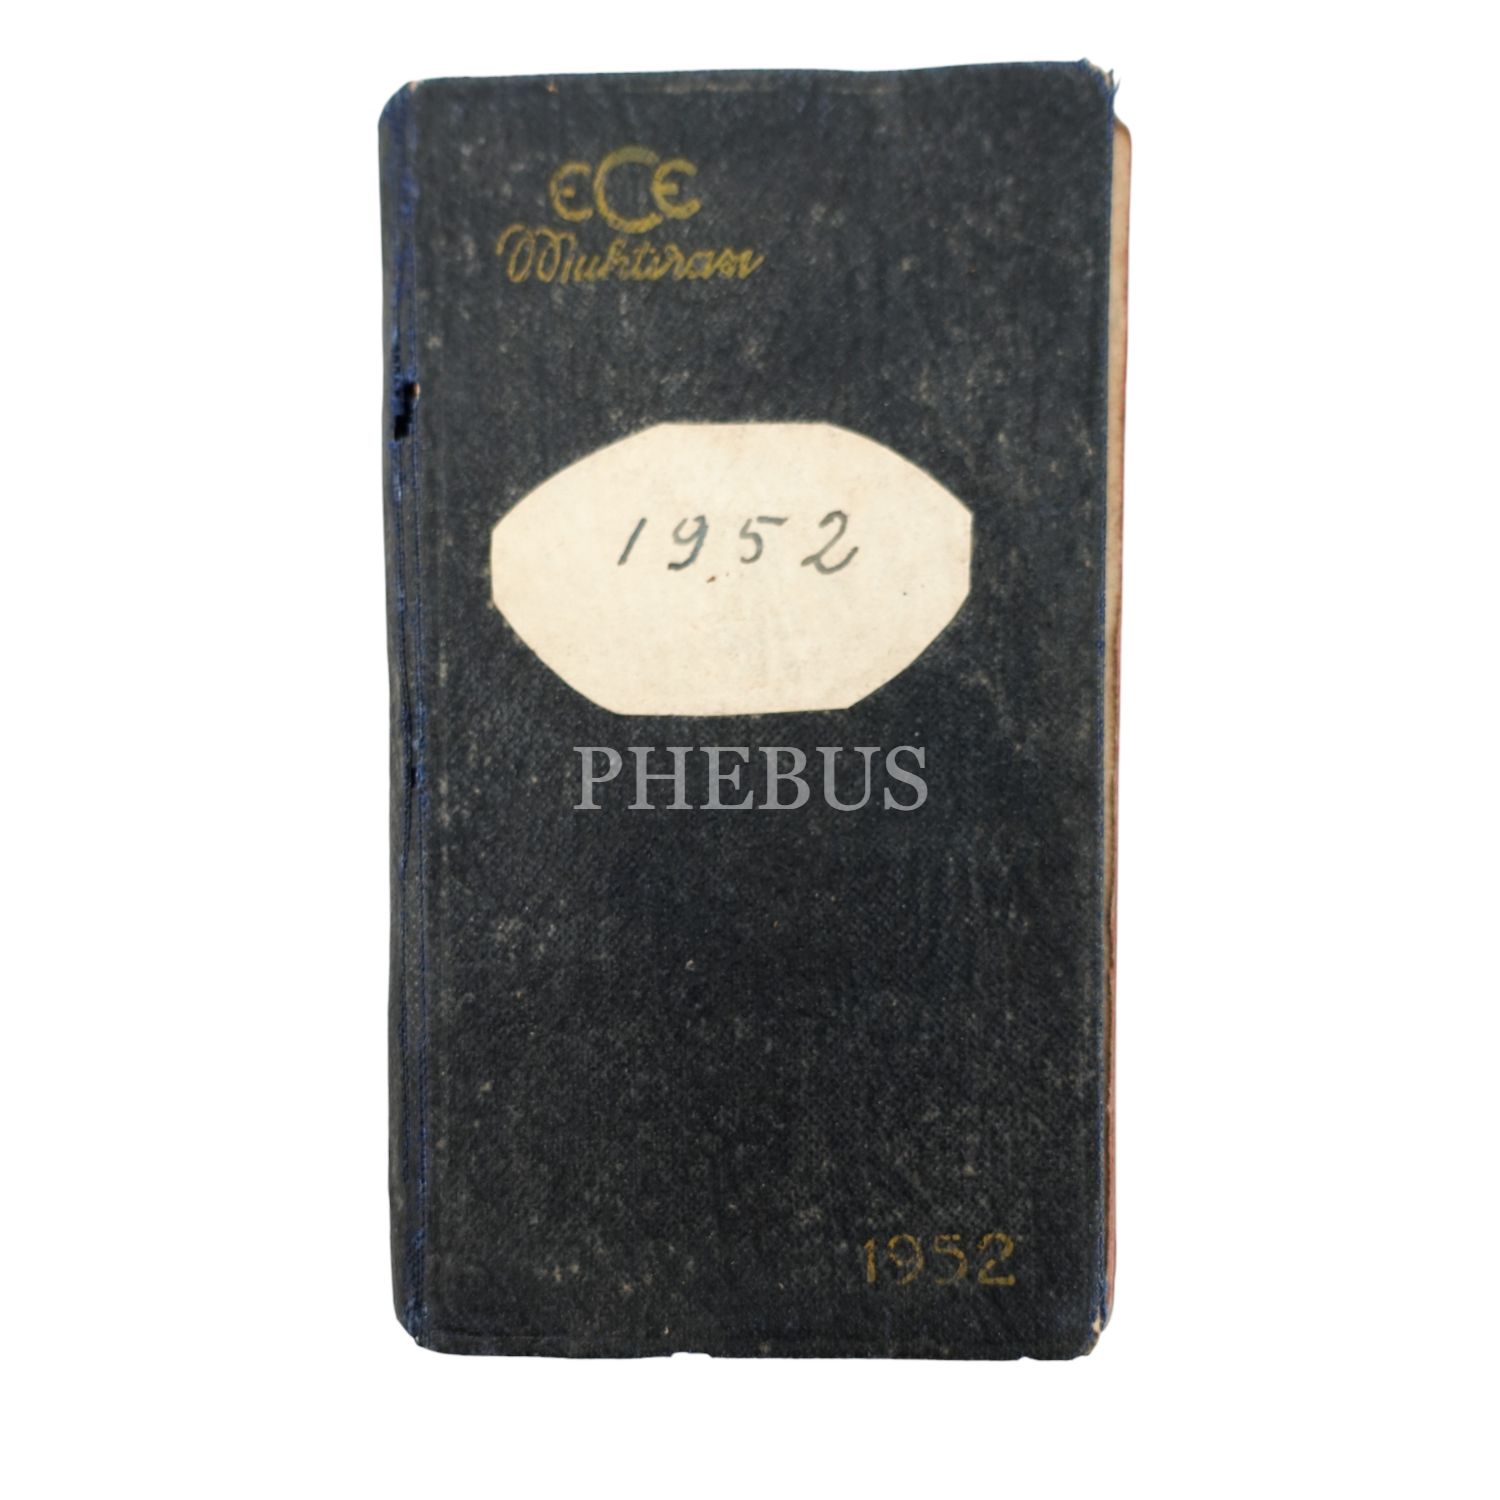 ECE
Muhtırası
1952
PHEBUS
1952